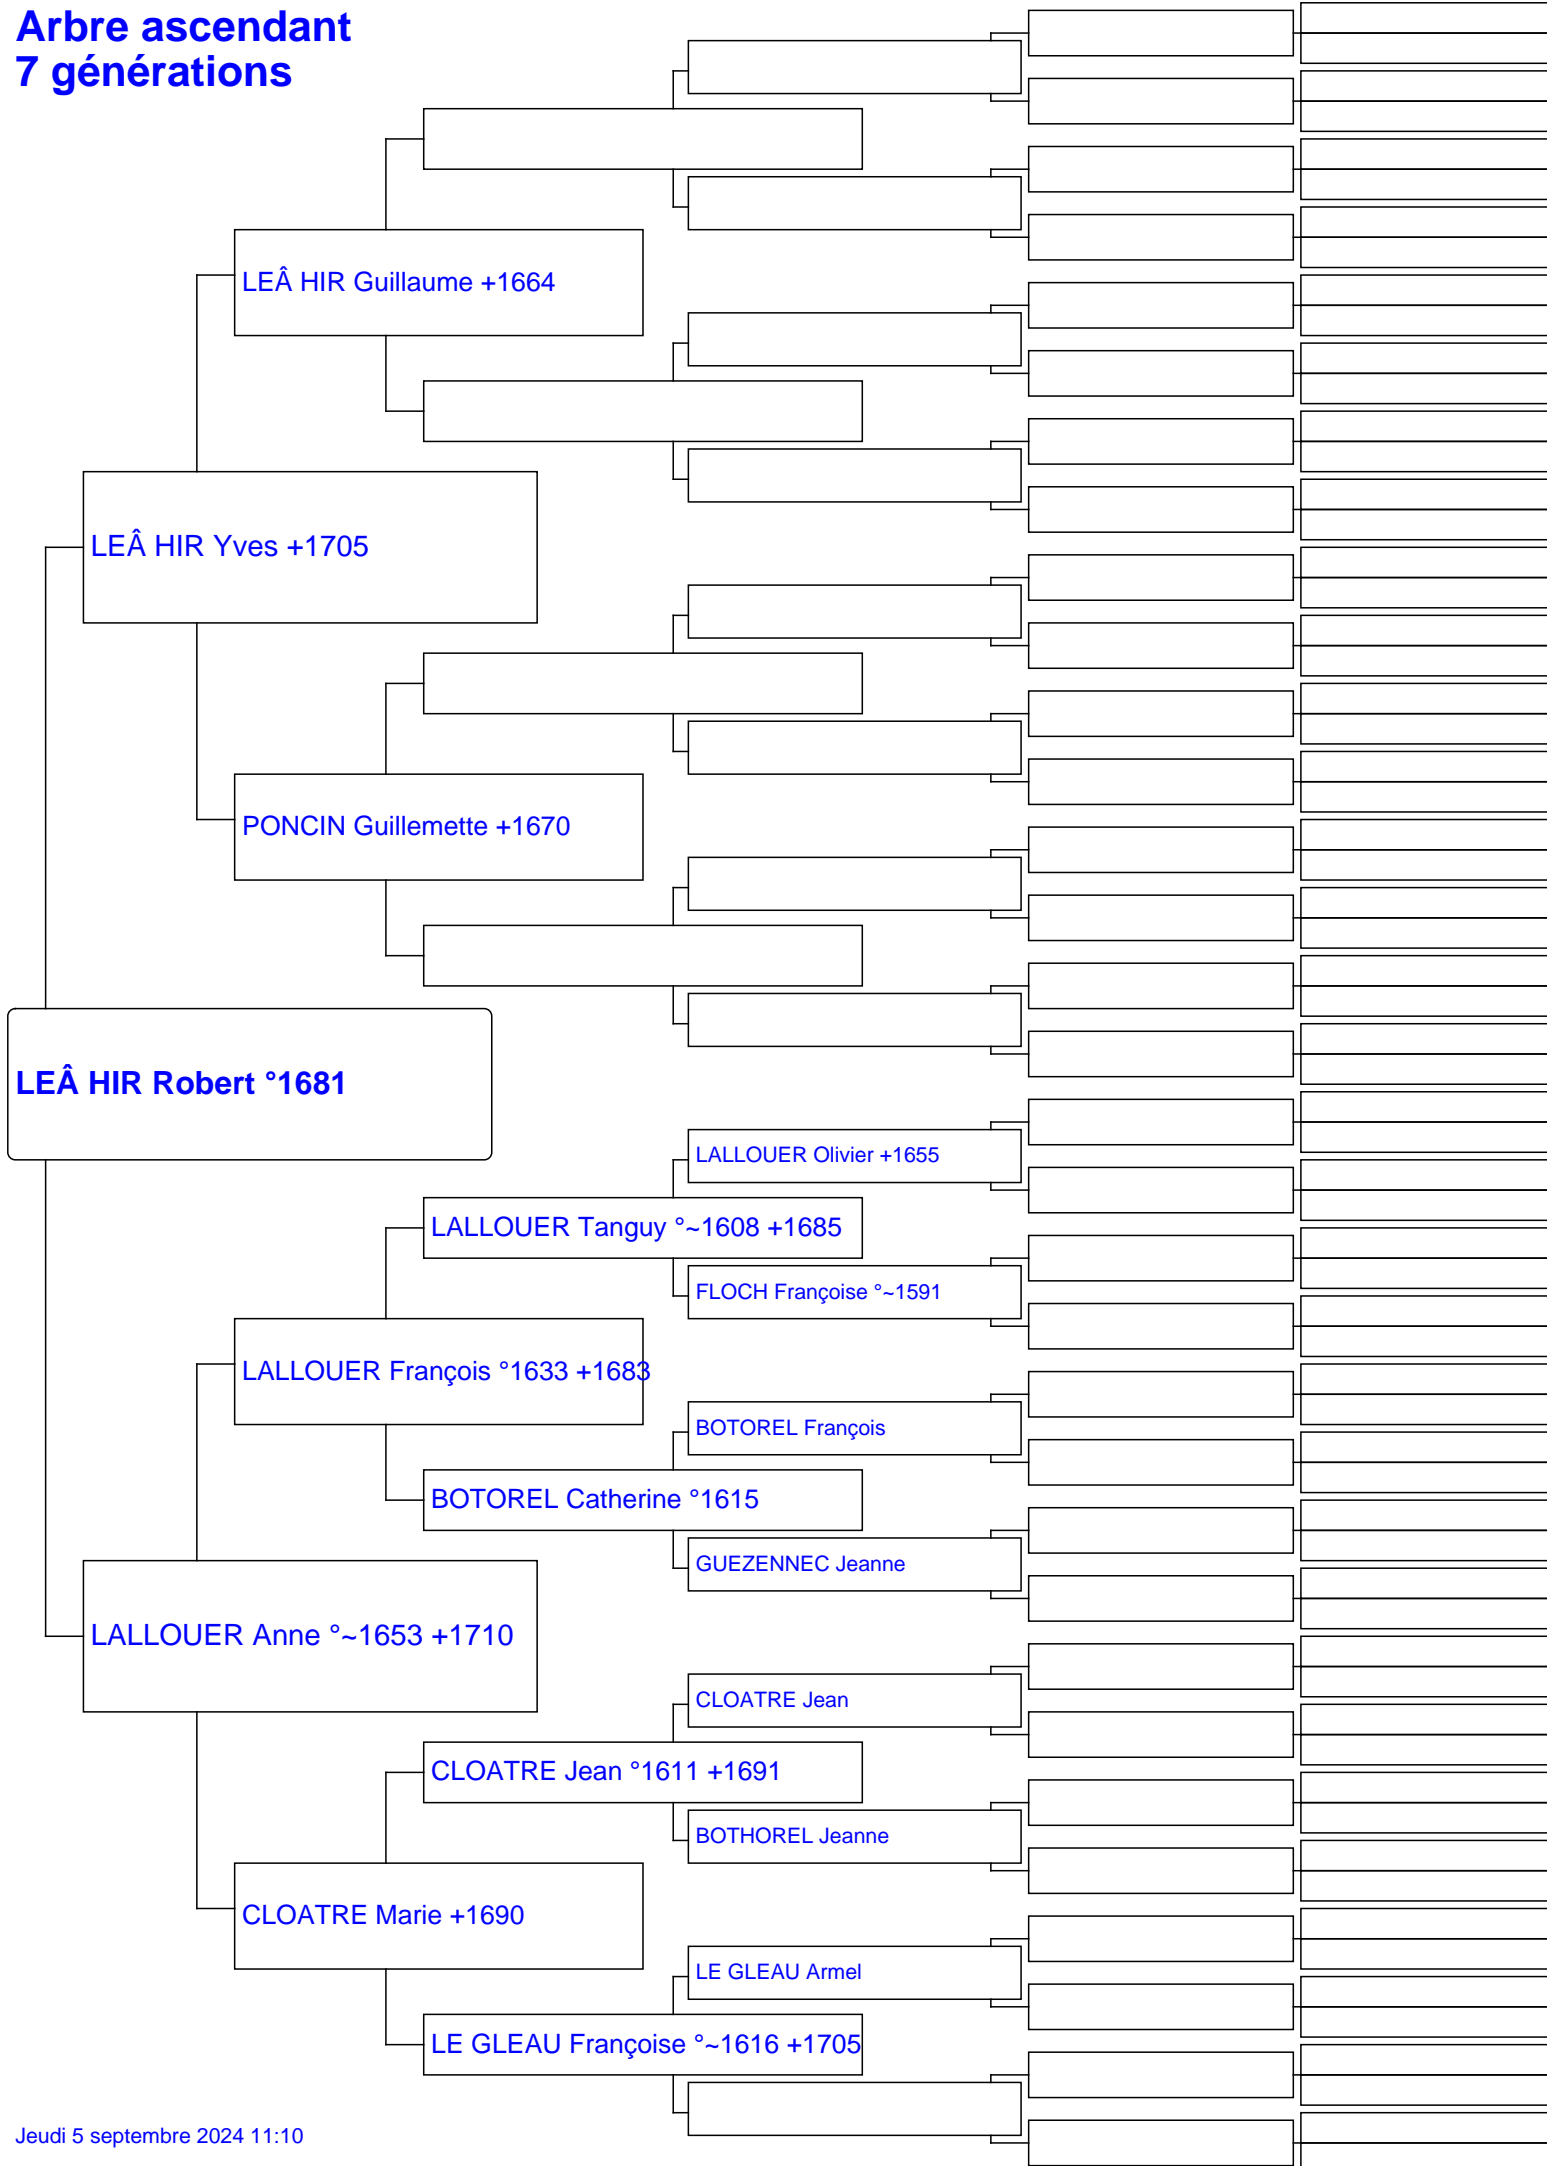 Arbre ascendant
7 générations
LEÂ HIR Guillaume +1664
LEÂ HIR Yves +1705
PONCIN Guillemette +1670
LEÂ HIR Robert °1681
LALLOUER Olivier +1655
LALLOUER Tanguy °~1608 +1685
FLOCH Françoise °~1591
LALLOUER François °1633 +1683
BOTOREL François
BOTOREL Catherine °1615
GUEZENNEC Jeanne
LALLOUER Anne °~1653 +1710
CLOATRE Jean
CLOATRE Jean °1611 +1691
BOTHOREL Jeanne
CLOATRE Marie +1690
LE GLEAU Armel
LE GLEAU Françoise °~1616 +1705
Jeudi 5 septembre 2024 11:10